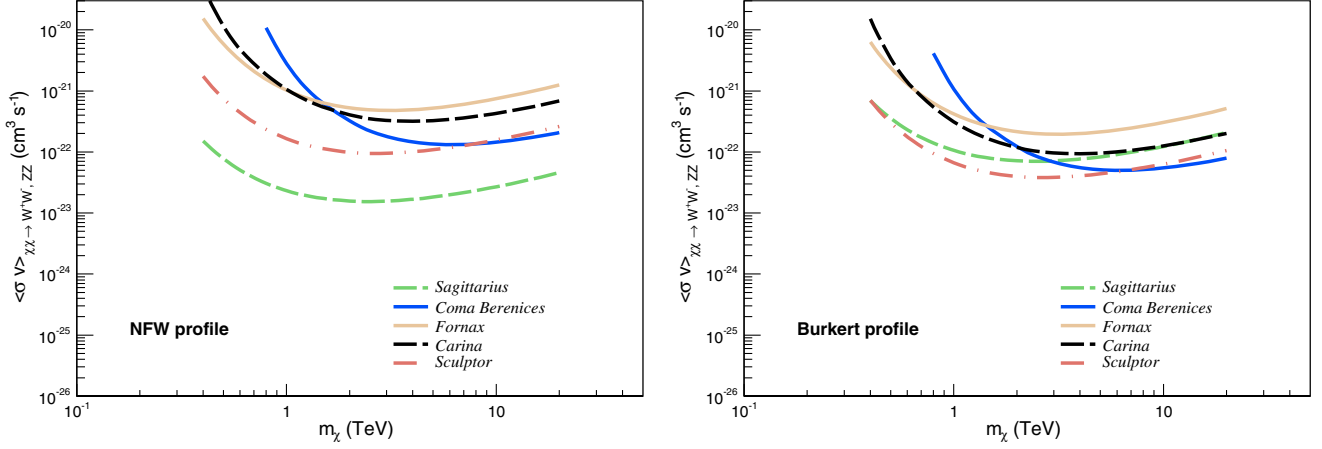 <σ v>χχ → W⁺W⁻, ZZ (cm³ s⁻¹)
10⁻²⁰
10⁻²¹
10⁻²²
10⁻²³
10⁻²⁴
10⁻²⁵
10⁻²⁶
NFW profile
Sagittarius
Coma Berenices
Fornax
Carina
Sculptor
10⁻¹ 1 10
mχ (TeV)
<σ v>χχ → W⁺W⁻, ZZ (cm³ s⁻¹)
10⁻²⁰
10⁻²¹
10⁻²²
10⁻²³
10⁻²⁴
10⁻²⁵
10⁻²⁶
Burkert profile
Sagittarius
Coma Berenices
Fornax
Carina
Sculptor
10⁻¹ 1 10
mχ (TeV)